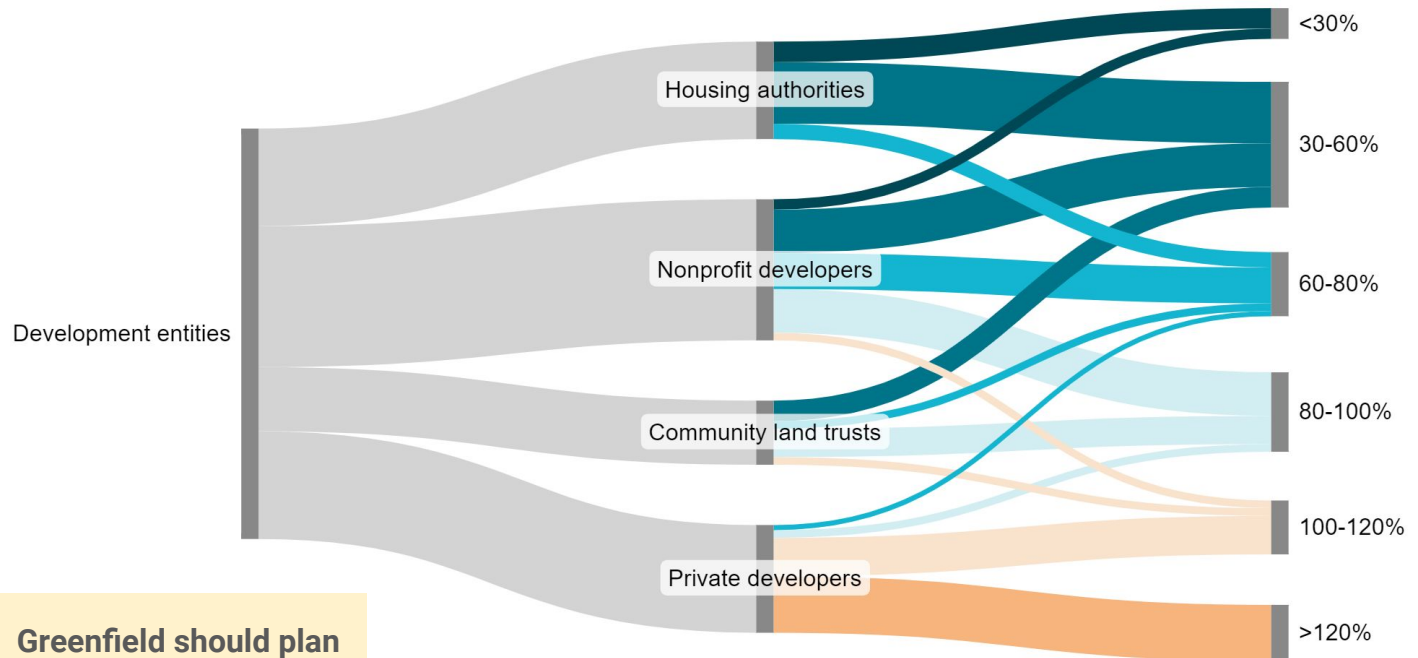 Development entities
Housing authorities
Nonprofit developers
Community land trusts
Private developers
<30%
30-60%
60-80%
80-100%
100-120%
>120%
Greenfield should plan